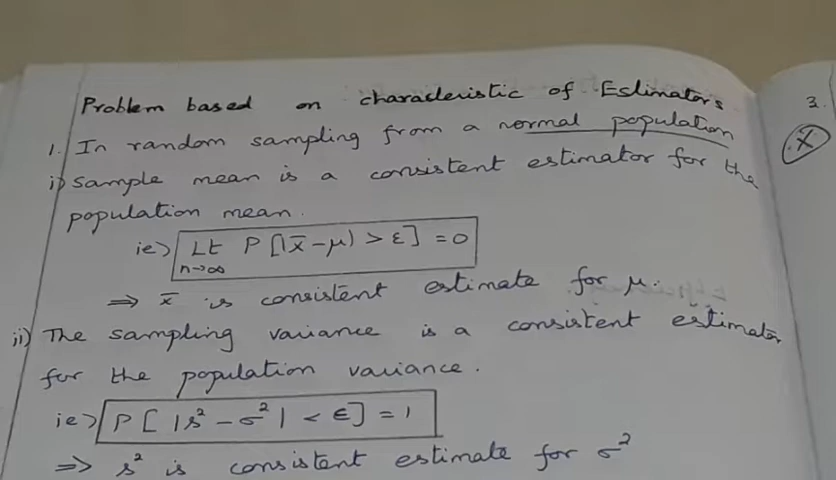 Problem based on characteristic of Estimators
1. In random sampling from a normal population
i) Sample mean is a consistent estimator for the
population mean.
ie) Lt n→∞ P[|x̄ - μ| > ε] = 0
⇒ x̄ is consistent estimate for μ.
ii) The sampling variance is a consistent estimator
for the population variance.
ie) P[ |s² - σ²| < ε] = 1
⇒ s² is consistent estimate for σ²
3.
X